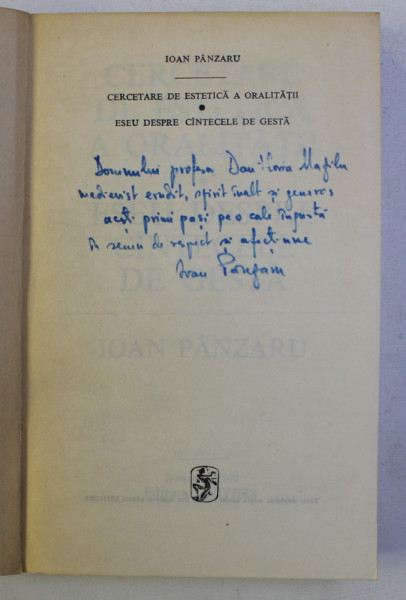 IOAN PÂNZARU
CERCETARE DE ESTETICĂ A ORALITĂȚII
ESEU DESPRE CÎNTECELE DE GESTĂ
Domnului profesor Dan Horia Mazilu
medievist erudit, spirit înalt și generos
acești primi pași pe o cale îngustă
în semn de respect și afecțiune
Ioan Pânzaru
IOAN PÂNZARU